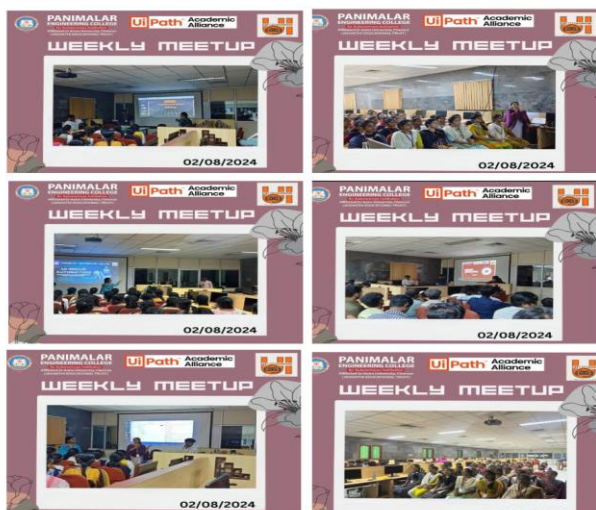 PANIMALAR
ENGINEERING COLLEGE
UiPath Academic
Alliance
WEEKLY MEETUP
02/08/2024
PANIMALAR
ENGINEERING COLLEGE
UiPath Academic
Alliance
WEEKLY MEETUP
02/08/2024
PANIMALAR
ENGINEERING COLLEGE
UiPath Academic
Alliance
WEEKLY MEETUP
02/08/2024
PANIMALAR
ENGINEERING COLLEGE
UiPath Academic
Alliance
WEEKLY MEETUP
02/08/2024
PANIMALAR
ENGINEERING COLLEGE
UiPath Academic
Alliance
WEEKLY MEETUP
02/08/2024
PANIMALAR
ENGINEERING COLLEGE
UiPath Academic
Alliance
WEEKLY MEETUP